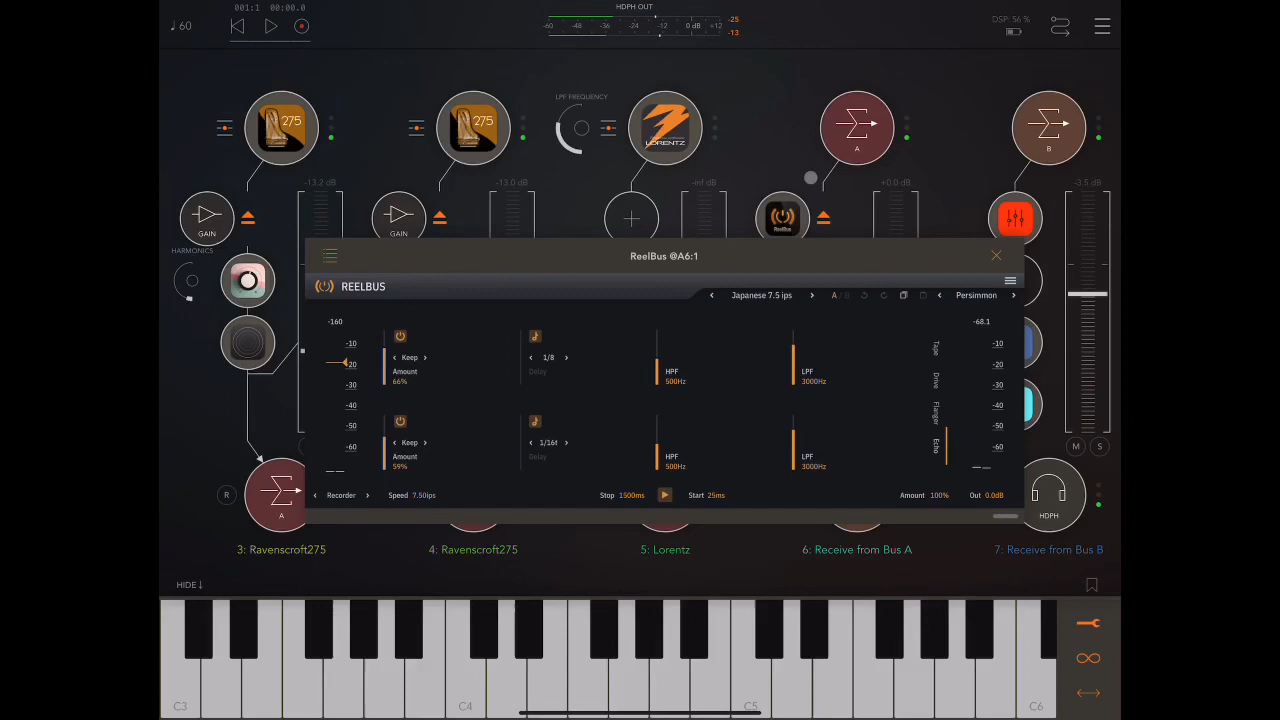 001:1 00:00.0
HDPH OUT
♩ 60
-60 -48 -36 -24 -12 0 dB +12
-25
-13
DSP: 56 %
LPF FREQUENCY
275
275
LORENTZ
A
B
-13.2 dB
-13.0 dB
-inf dB
+0.0 dB
-3.5 dB
GAIN
GAIN
ReelBus
HARMONICS
ReelBus @A6:1
REELBUS
Japanese 7.5 ips
A / B
Persimmon
-160
-68.1
-10
-20
-30
-40
-50
-60
Keep
Amount
66%
1/8
Delay
HPF
500Hz
LPF
3000Hz
Keep
Amount
59%
1/16t
Delay
HPF
500Hz
LPF
3000Hz
Tape
Drive
Flanger
Echo
-10
-20
-30
-40
-50
-60
M S
Recorder
Speed 7.50ips
Stop 1500ms
Start 25ms
Amount 100%
Out 0.0dB
R
A
HDPH
3: Ravenscroft275
4: Ravenscroft275
5: Lorentz
6: Receive from Bus A
7: Receive from Bus B
HIDE↓
C3
C4
C5
C6